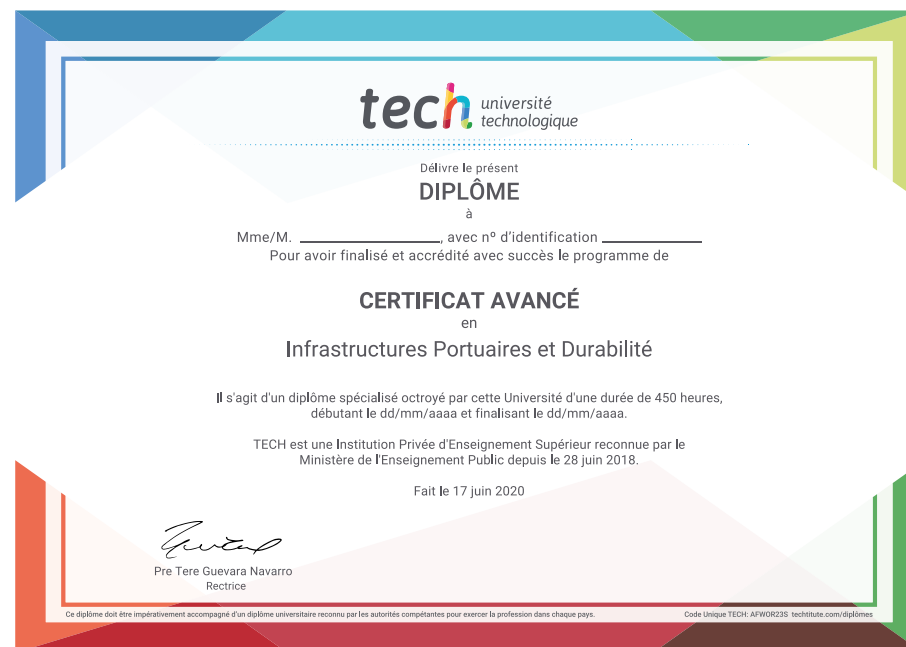 tech université
technologique
Délivre le présent
DIPLÔME
à
Mme/M. ____________________, avec nº d'identification ______________
Pour avoir finalisé et accrédité avec succès le programme de
CERTIFICAT AVANCÉ
en
Infrastructures Portuaires et Durabilité
Il s'agit d'un diplôme spécialisé octroyé par cette Université d'une durée de 450 heures,
débutant le dd/mm/aaaa et finalisant le dd/mm/aaaa.
TECH est une Institution Privée d'Enseignement Supérieur reconnue par le
Ministère de l'Enseignement Public depuis le 28 juin 2018.
Fait le 17 juin 2020
Pre Tere Guevara Navarro
Rectrice
Ce diplôme doit être impérativement accompagné d'un diplôme universitaire reconnu par les autorités compétentes pour exercer la profession dans chaque pays.
Code Unique TECH: AFWOR23S techtitute.com/diplômes